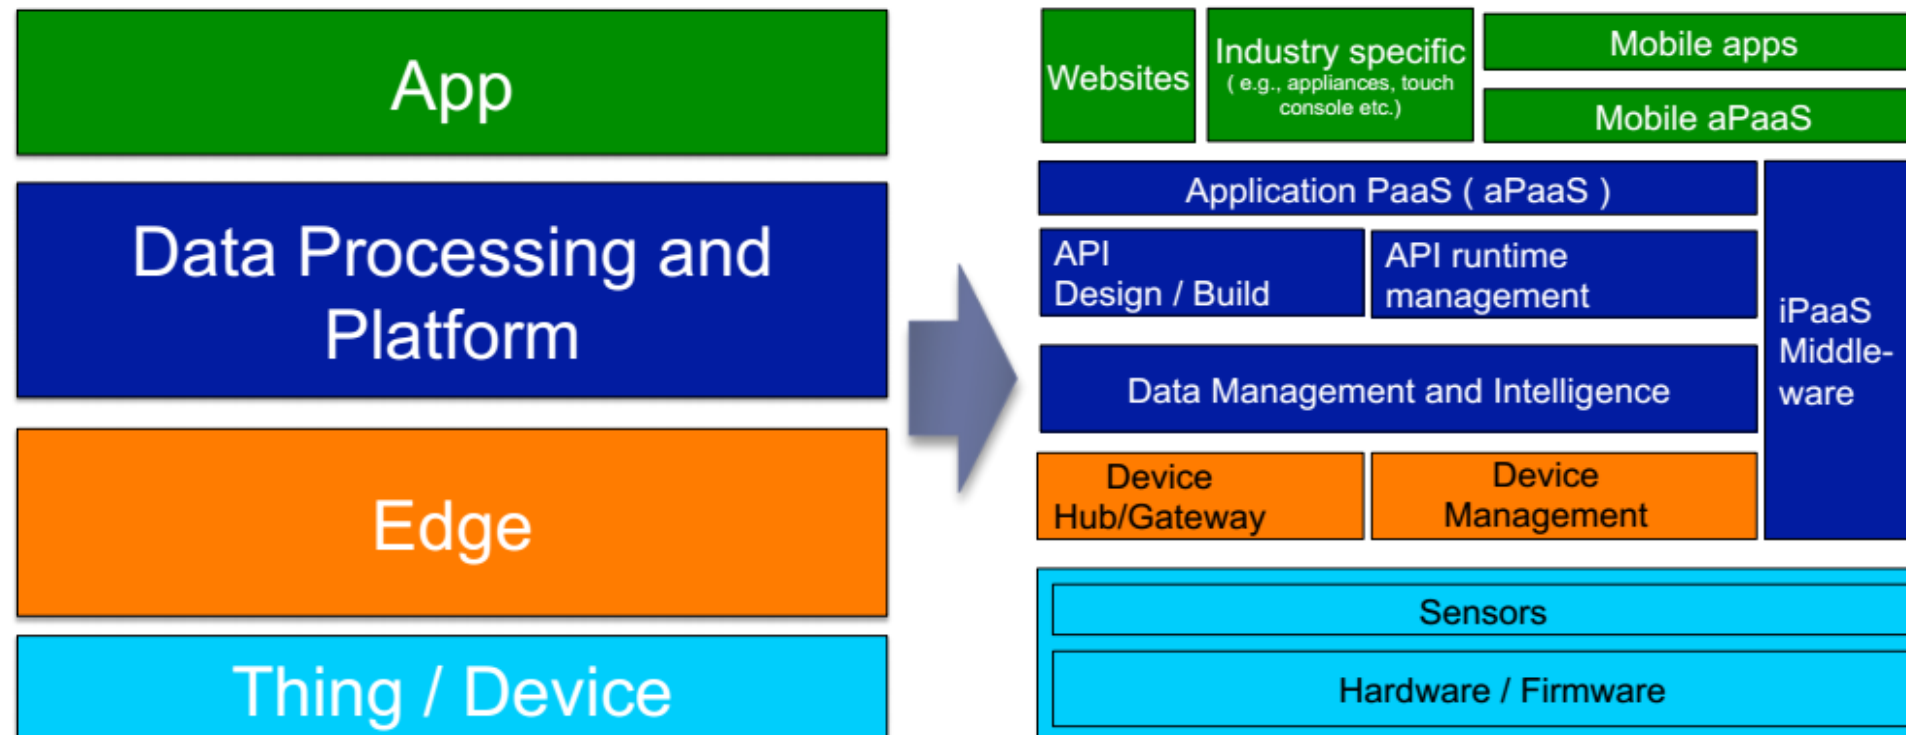 App
Data Processing and
Platform
Edge
Thing / Device
Websites
Industry specific
( e.g., appliances, touch
console etc.)
Mobile apps
Mobile aPaaS
Application PaaS ( aPaaS )
API
Design / Build
API runtime
management
Data Management and Intelligence
iPaaS
Middle-
ware
Device
Hub/Gateway
Device
Management
Sensors
Hardware / Firmware